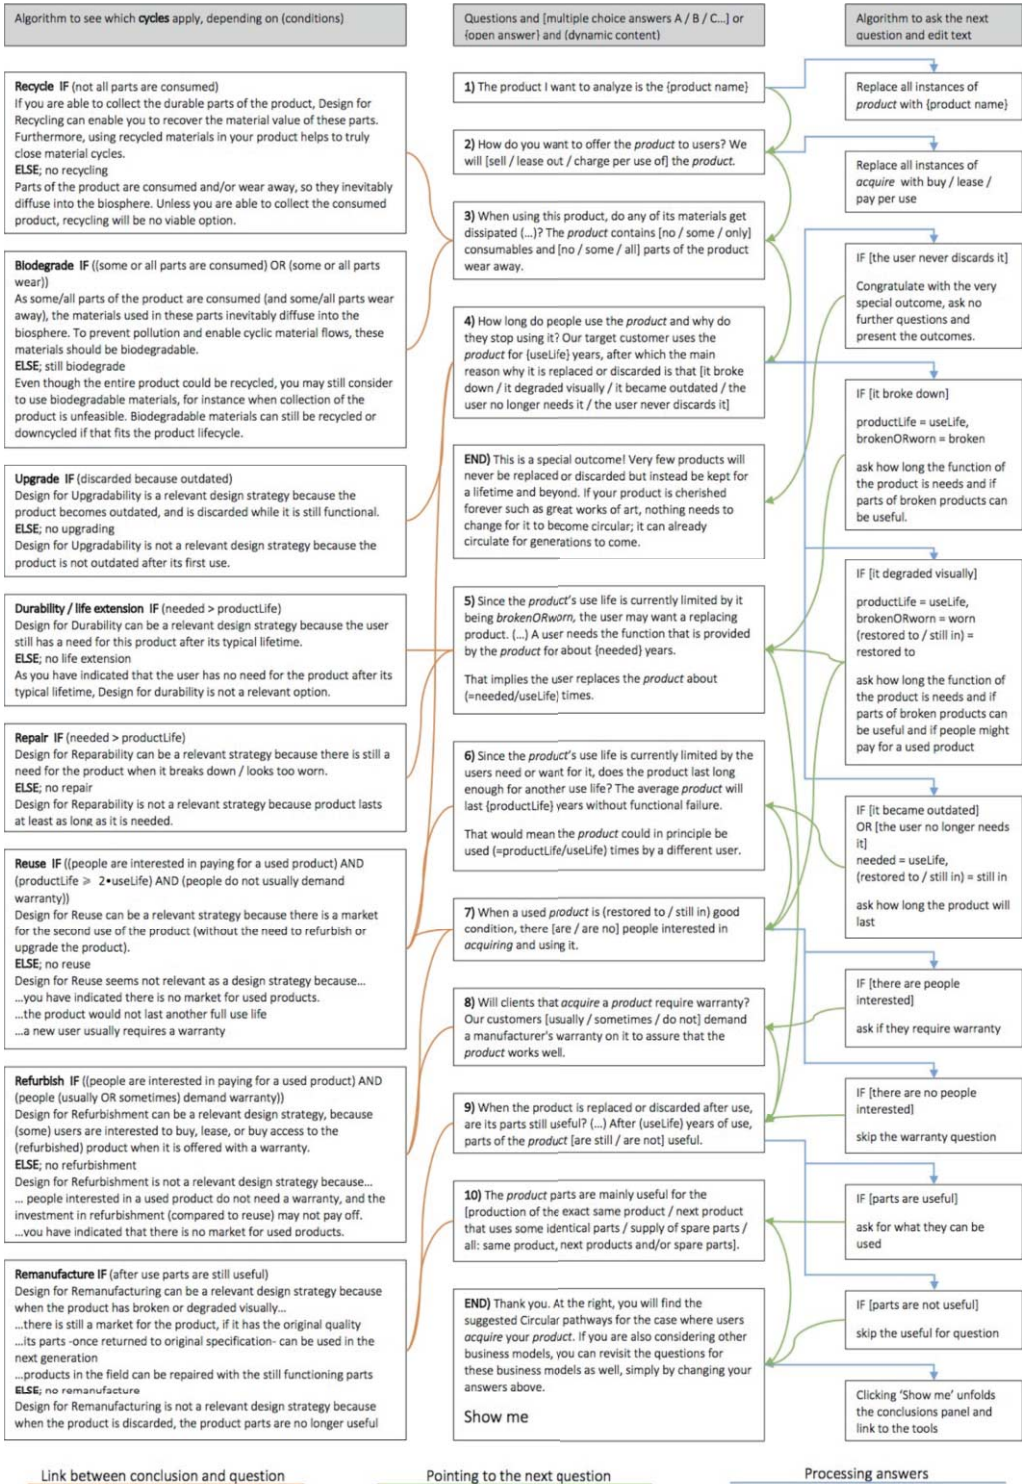 Algorithm to see which cycles apply, depending on (conditions)
Recycle IF (not all parts are consumed)
If you are able to collect the durable parts of the product, Design for
Recycling can enable you to recover the material value of these parts.
Furthermore, using recycled materials in your product helps to truly
close material cycles.
ELSE; no recycling
Parts of the product are consumed and/or wear away, so they inevitably
diffuse into the biosphere. Unless you are able to collect the consumed
product, recycling will be no viable option.
Biodegrade IF ((some or all parts are consumed) OR (some or all parts
wear))
As some/all parts of the product are consumed (and some/all parts wear
away), the materials used in these parts inevitably diffuse into the
biosphere. To prevent pollution and enable cyclic material flows, these
materials should be biodegradable.
ELSE; still biodegrade
Even though the entire product could be recycled, you may still consider
to use biodegradable materials, for instance when collection of the
product is unfeasible. Biodegradable materials can still be recycled or
downcycled if that fits the product lifecycle.
Upgrade IF (discarded because outdated)
Design for Upgradability is a relevant design strategy because the
product becomes outdated, and is discarded while it is still functional.
ELSE; no upgrading
Design for Upgradability is not a relevant design strategy because the
product is not outdated after its first use.
Durability / life extension IF (needed > productLife)
Design for Durability can be a relevant design strategy because the user
still has a need for this product after its typical lifetime.
ELSE; no life extension
As you have indicated that the user has no need for the product after its
typical lifetime, Design for durability is not a relevant option.
Repair IF (needed > productLife)
Design for Reparability can be a relevant strategy because there is still a
need for the product when it breaks down / looks too worn.
ELSE; no repair
Design for Reparability is not a relevant strategy because product lasts
at least as long as it is needed.
Reuse IF ((people are interested in paying for a used product) AND
(productLife ⩾ 2•useLife) AND (people do not usually demand
warranty))
Design for Reuse can be a relevant strategy because there is a market
for the second use of the product (without the need to refurbish or
upgrade the product).
ELSE; no reuse
Design for Reuse seems not relevant as a design strategy because...
...you have indicated there is no market for used products.
...the product would not last another full use life
...a new user usually requires a warranty
Refurbish IF ((people are interested in paying for a used product) AND
(people (usually OR sometimes) demand warranty))
Design for Refurbishment can be a relevant design strategy, because
(some) users are interested to buy, lease, or buy access to the
(refurbished) product when it is offered with a warranty.
ELSE; no refurbishment
Design for Refurbishment is not a relevant design strategy because...
... people interested in a used product do not need a warranty, and the
investment in refurbishment (compared to reuse) may not pay off.
...you have indicated that there is no market for used products.
Remanufacture IF (after use parts are still useful)
Design for Remanufacturing can be a relevant design strategy because
when the product has broken or degraded visually...
...there is still a market for the product, if it has the original quality
...its parts -once returned to original specification- can be used in the
next generation
...products in the field can be repaired with the still functioning parts
ELSE; no remanufacture
Design for Remanufacturing is not a relevant design strategy because
when the product is discarded, the product parts are no longer useful
Questions and [multiple choice answers A / B / C...] or
{open answer} and (dynamic content)
1) The product I want to analyze is the {product name}
2) How do you want to offer the product to users? We
will [sell / lease out / charge per use of] the product.
3) When using this product, do any of its materials get
dissipated (...)? The product contains [no / some / only]
consumables and [no / some / all] parts of the product
wear away.
4) How long do people use the product and why do
they stop using it? Our target customer uses the
product for {useLife} years, after which the main
reason why it is replaced or discarded is that [it broke
down / it degraded visually / it became outdated / the
user no longer needs it / the user never discards it]
END) This is a special outcome! Very few products will
never be replaced or discarded but instead be kept for
a lifetime and beyond. If your product is cherished
forever such as great works of art, nothing needs to
change for it to become circular; it can already
circulate for generations to come.
5) Since the product's use life is currently limited by it
being brokenORworn, the user may want a replacing
product. (...) A user needs the function that is provided
by the product for about {needed} years.
That implies the user replaces the product about
(=needed/useLife) times.
6) Since the product's use life is currently limited by the
users need or want for it, does the product last long
enough for another use life? The average product will
last {productLife} years without functional failure.
That would mean the product could in principle be
used (=productLife/useLife) times by a different user.
7) When a used product is (restored to / still in) good
condition, there [are / are no] people interested in
acquiring and using it.
8) Will clients that acquire a product require warranty?
Our customers [usually / sometimes / do not] demand
a manufacturer's warranty on it to assure that the
product works well.
9) When the product is replaced or discarded after use,
are its parts still useful? (...) After (useLife) years of use,
parts of the product [are still / are not] useful.
10) The product parts are mainly useful for the
[production of the exact same product / next product
that uses some identical parts / supply of spare parts /
all: same product, next products and/or spare parts].
END) Thank you. At the right, you will find the
suggested Circular pathways for the case where users
acquire your product. If you are also considering other
business models, you can revisit the questions for
these business models as well, simply by changing your
answers above.
Show me
Algorithm to ask the next
question and edit text
Replace all instances of
product with {product name}
Replace all instances of
acquire with buy / lease /
pay per use
IF [the user never discards it]
Congratulate with the very
special outcome, ask no
further questions and
present the outcomes.
IF [it broke down]
productLife = useLife,
brokenORworn = broken
ask how long the function of
the product is needs and if
parts of broken products can
be useful.
IF [it degraded visually]
productLife = useLife,
brokenORworn = worn
(restored to / still in) =
restored to
ask how long the function of
the product is needs and if
parts of broken products can
be useful and if people might
pay for a used product
IF [it became outdated]
OR [the user no longer needs
it]
needed = useLife,
(restored to / still in) = still in
ask how long the product will
last
IF [there are people
interested]
ask if they require warranty
IF [there are no people
interested]
skip the warranty question
IF [parts are useful]
ask for what they can be
used
IF [parts are not useful]
skip the useful for question
Clicking 'Show me' unfolds
the conclusions panel and
link to the tools
Link between conclusion and question
Pointing to the next question
Processing answers